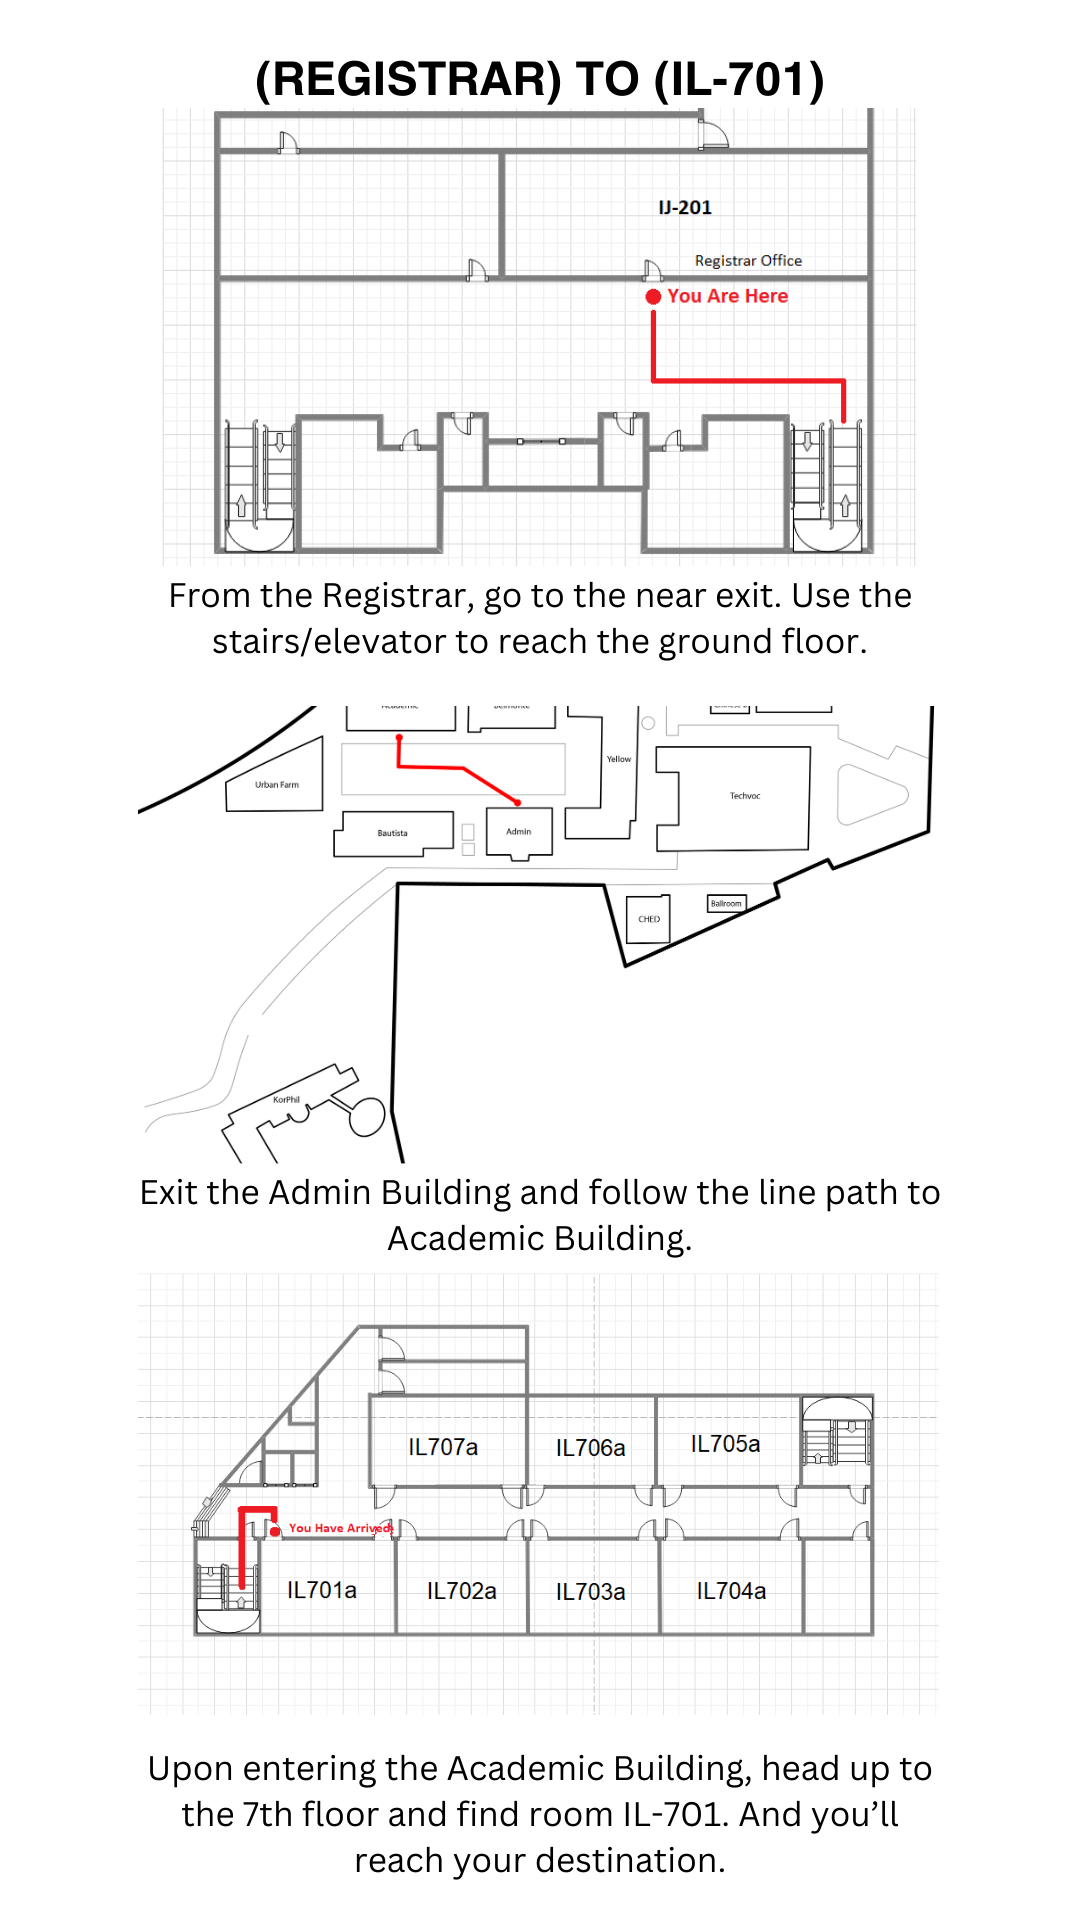 (REGISTRAR) TO (IL-701)
IJ-201
Registrar Office
You Are Here
From the Registrar, go to the near exit. Use the
stairs/elevator to reach the ground floor.
Academic
Belmonte
Yellow
Urban Farm
Techvoc
Bautista
Admin
CHED
Ballroom
KorPhil
Exit the Admin Building and follow the line path to
Academic Building.
IL707a
IL706a
IL705a
You Have Arrived!
IL701a
IL702a
IL703a
IL704a
Upon entering the Academic Building, head up to
the 7th floor and find room IL-701. And you’ll
reach your destination.